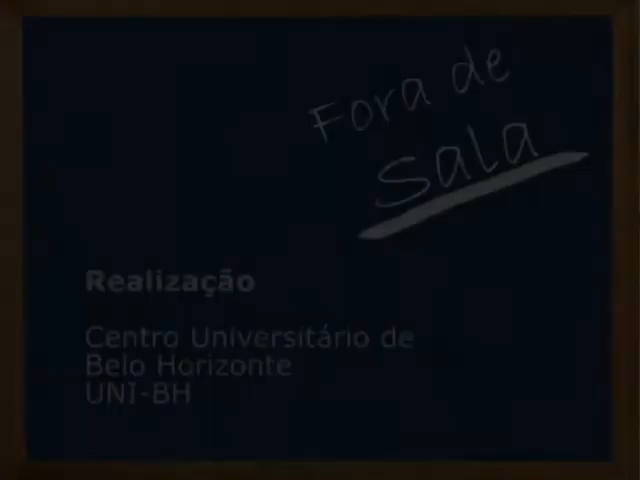 Fora de
Sala
Realização
Centro Universitário de
Belo Horizonte
UNI-BH